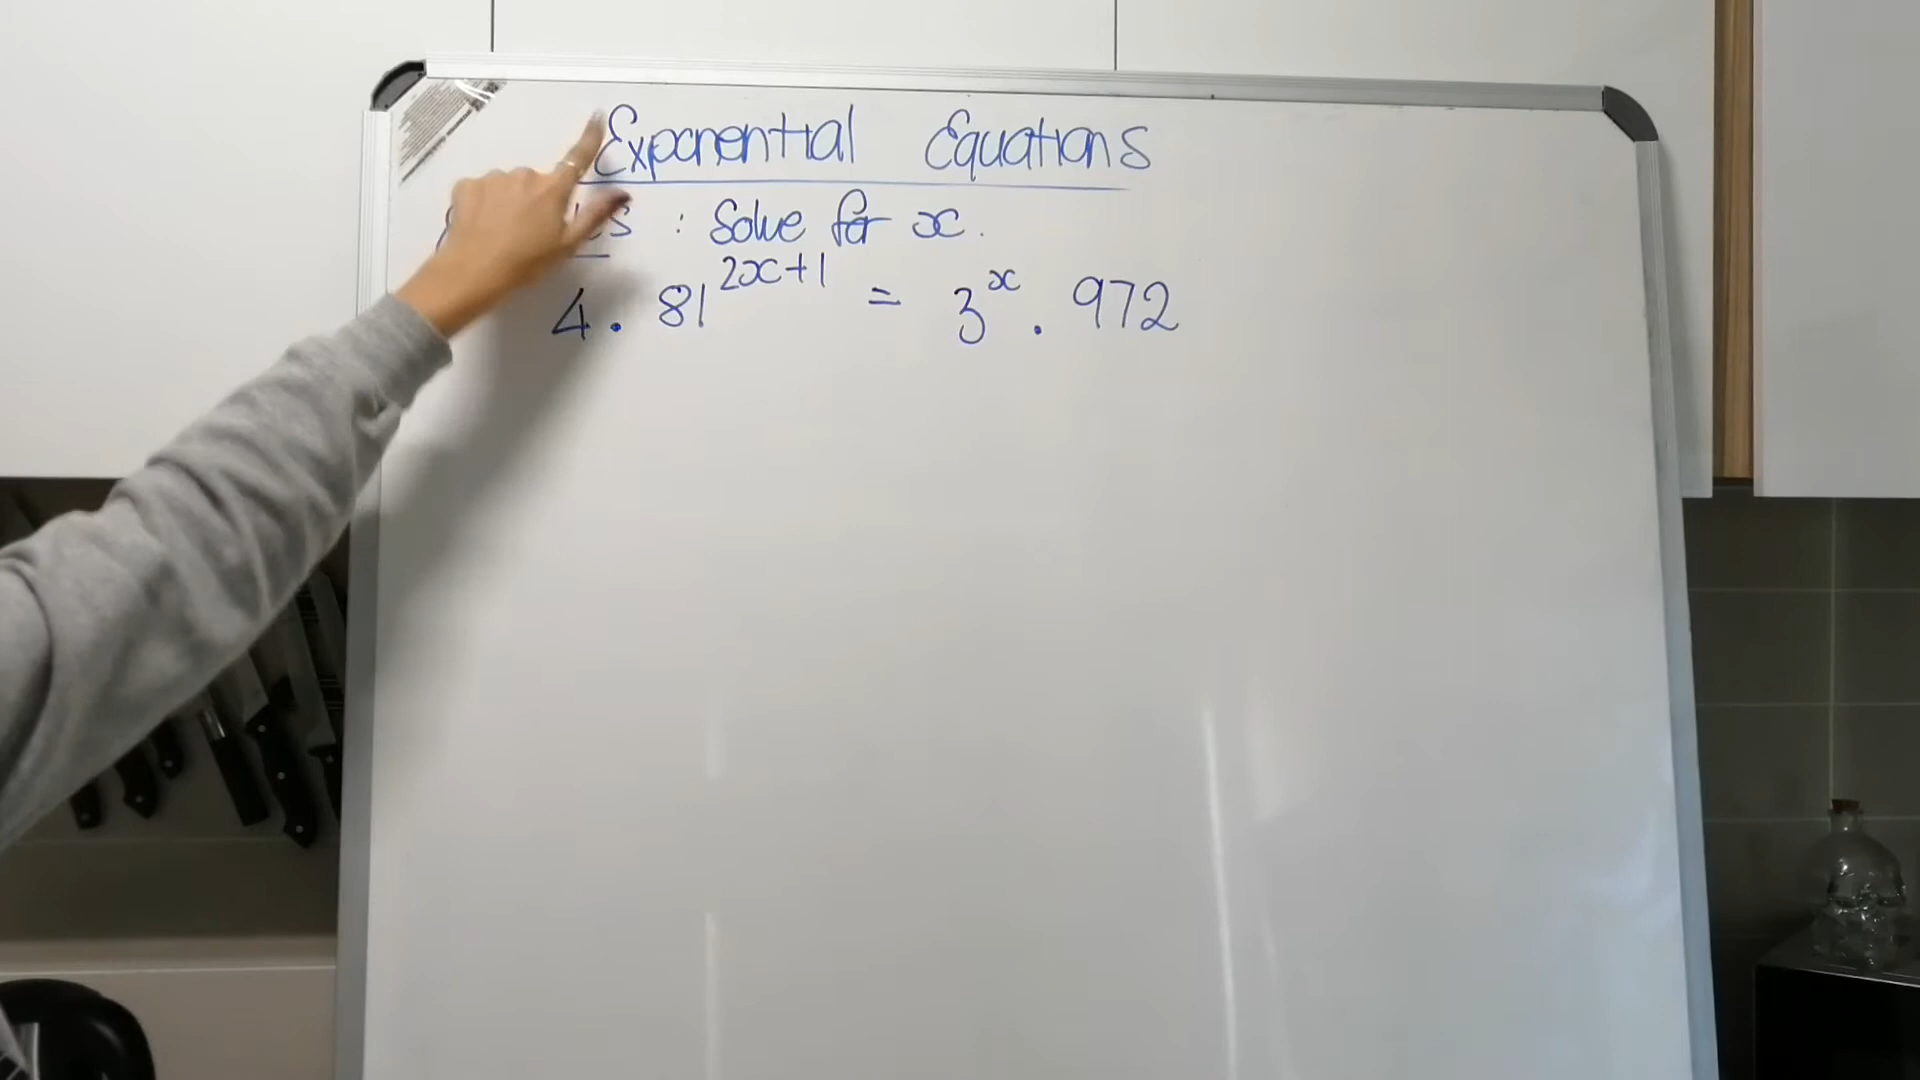 Exponential Equations
: Solve for x.
4 . 81^{2x+1} = 3^x . 972